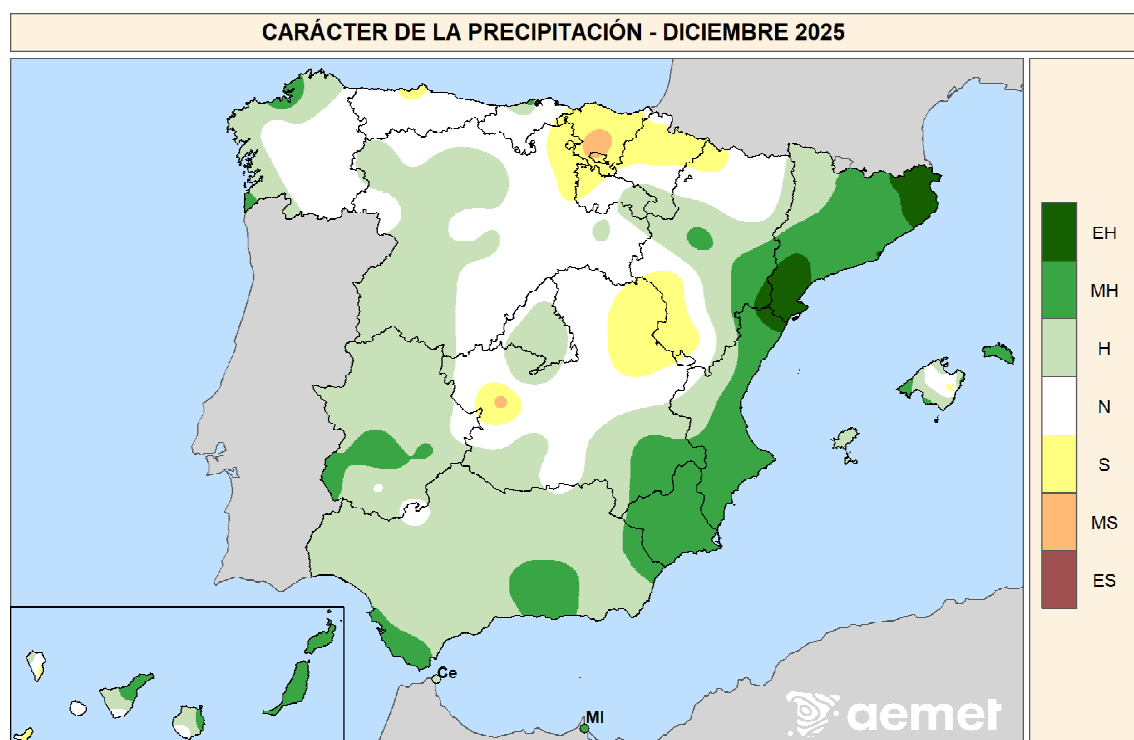 CARÁCTER DE LA PRECIPITACIÓN - DICIEMBRE 2025
EH
MH
H
N
S
MS
ES
Ce
Ml
aemet